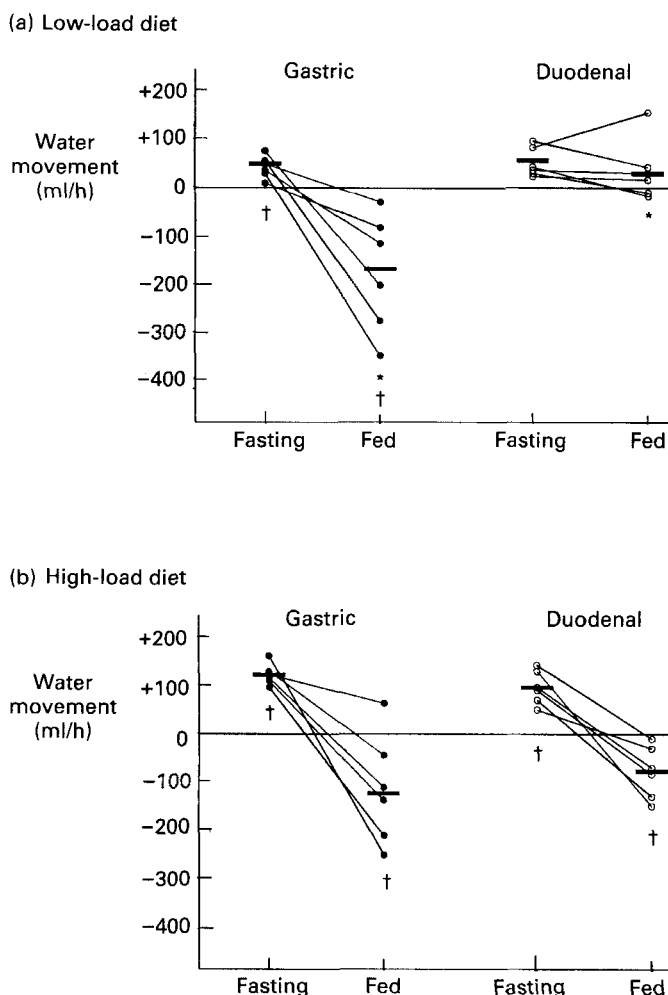 (a) Low-load diet
Gastric Duodenal
Water
movement
(ml/h)
+200
+100
0
−100
−200
−300
−400
†
*
†
*
Fasting Fed Fasting Fed
(b) High-load diet
Gastric Duodenal
Water
movement
(ml/h)
+200
+100
0
−100
−200
−300
−400
†
†
†
†
Fasting Fed Fasting Fed